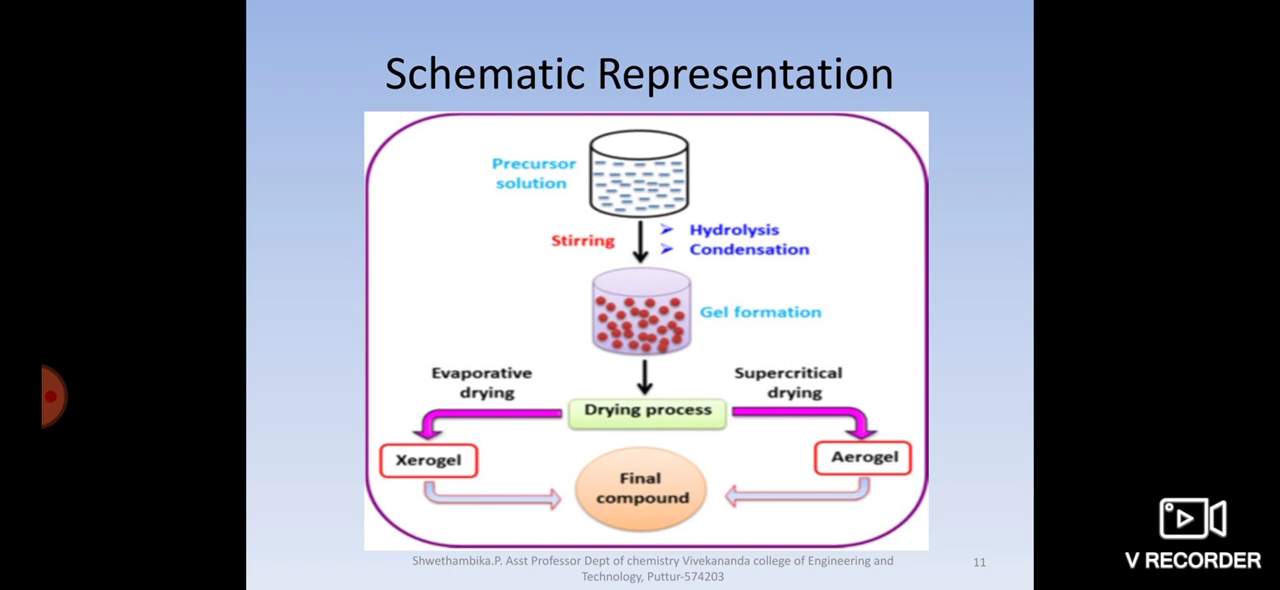 Schematic Representation
Precursor
solution
Stirring
Hydrolysis
Condensation
Gel formation
Evaporative
drying
Supercritical
drying
Drying process
Xerogel
Aerogel
Final
compound
Shwethambika.P. Asst Professor Dept of chemistry Vivekananda college of Engineering and
Technology, Puttur-574203
11
V RECORDER